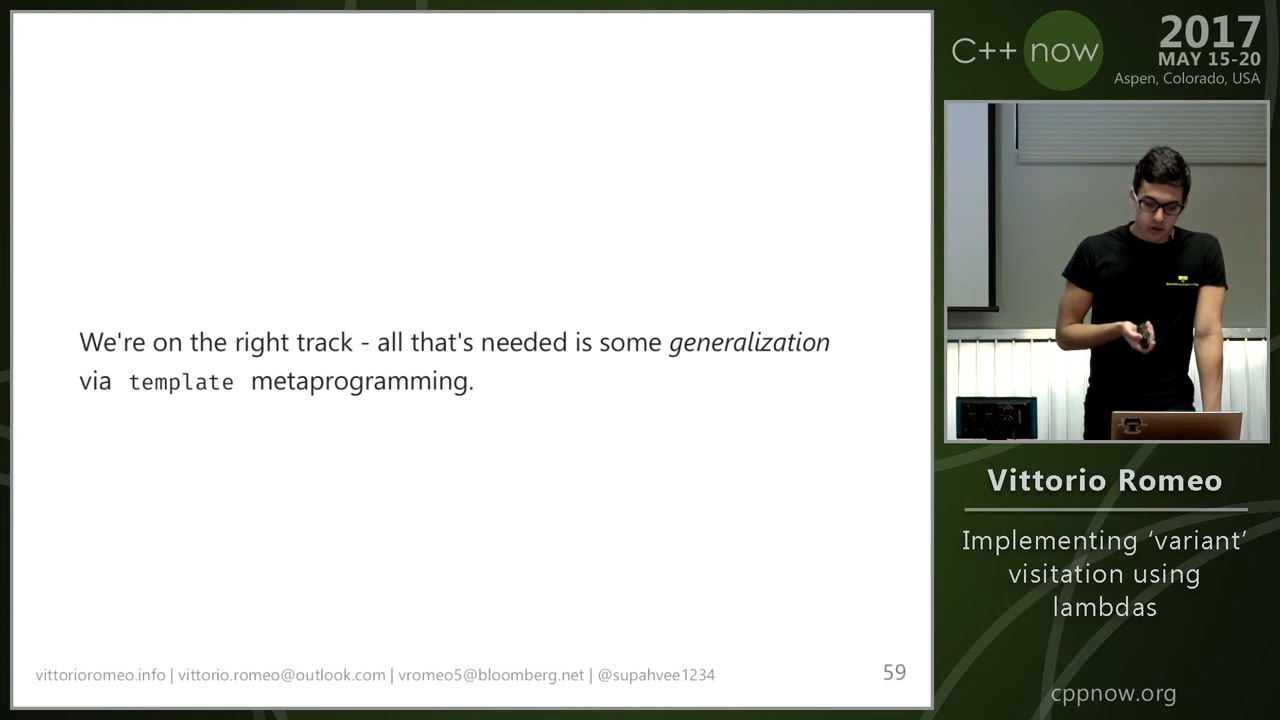 We're on the right track - all that's needed is some generalization
via template metaprogramming.
vittorioromeo.info | vittorio.romeo@outlook.com | vromeo5@bloomberg.net | @supahvee1234
59
C++ now
2017
MAY 15-20
Aspen, Colorado, USA
Vittorio Romeo
Implementing ‘variant’
visitation using
lambdas
cppnow.org